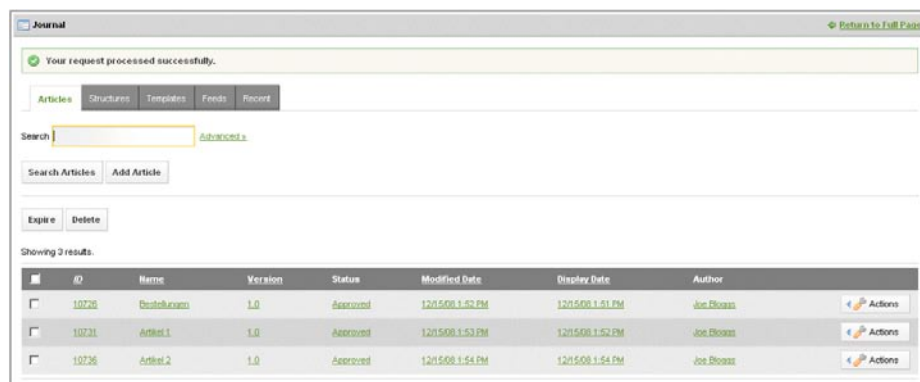 Journal Return to Full Page
Your request processed successfully.
Articles Structures Templates Feeds Recent
Search Advanced »
Search Articles Add Article
Expire Delete
Showing 3 results.
ID Name Version Status Modified Date Display Date Author
10726 Bestellungen 1.0 Approved 12/15/08 1:52 PM 12/15/08 1:51 PM Joe Bloggs Actions
10731 Artikel 1 1.0 Approved 12/15/08 1:53 PM 12/15/08 1:52 PM Joe Bloggs Actions
10736 Artikel 2 1.0 Approved 12/15/08 1:54 PM 12/15/08 1:54 PM Joe Bloggs Actions